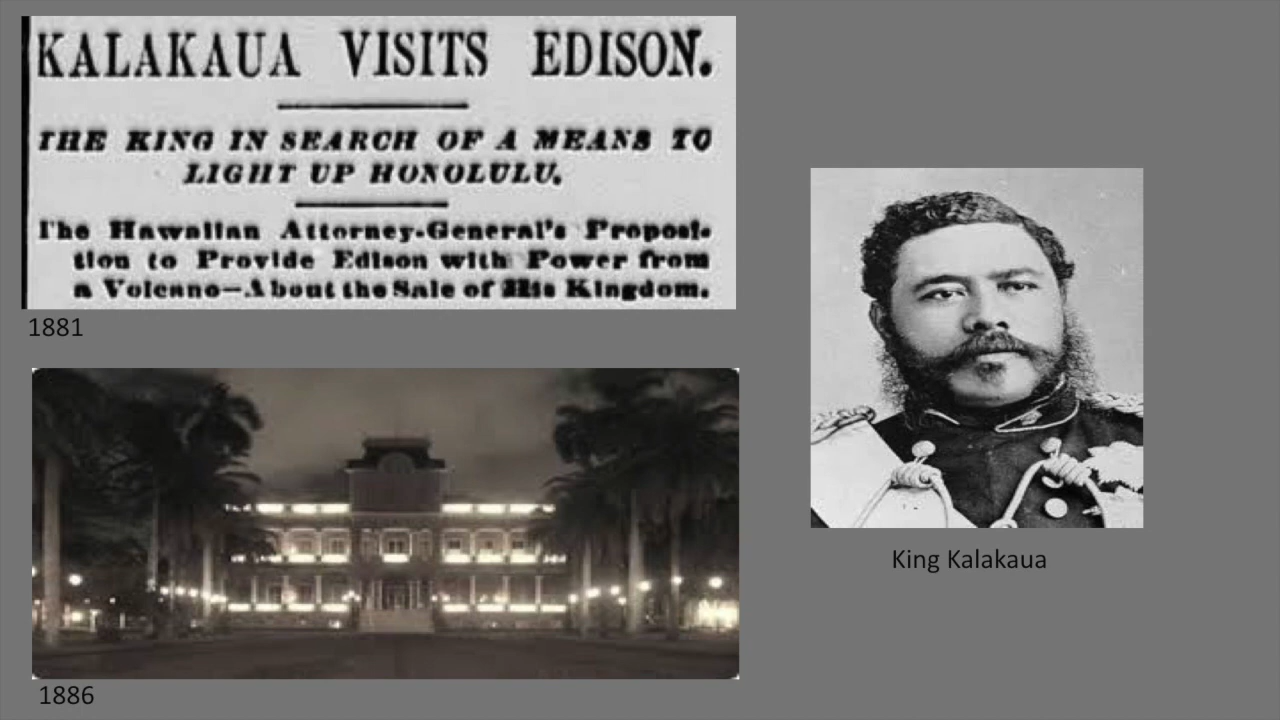 KALAKAUA VISITS EDISON.
THE KING IN SEARCH OF A MEANS TO
LIGHT UP HONOLULU.
The Hawaiian Attorney-General's Proposi-
tion to Provide Edison with Power from
a Volcano—About the Sale of His Kingdom.
1881
King Kalakaua
1886